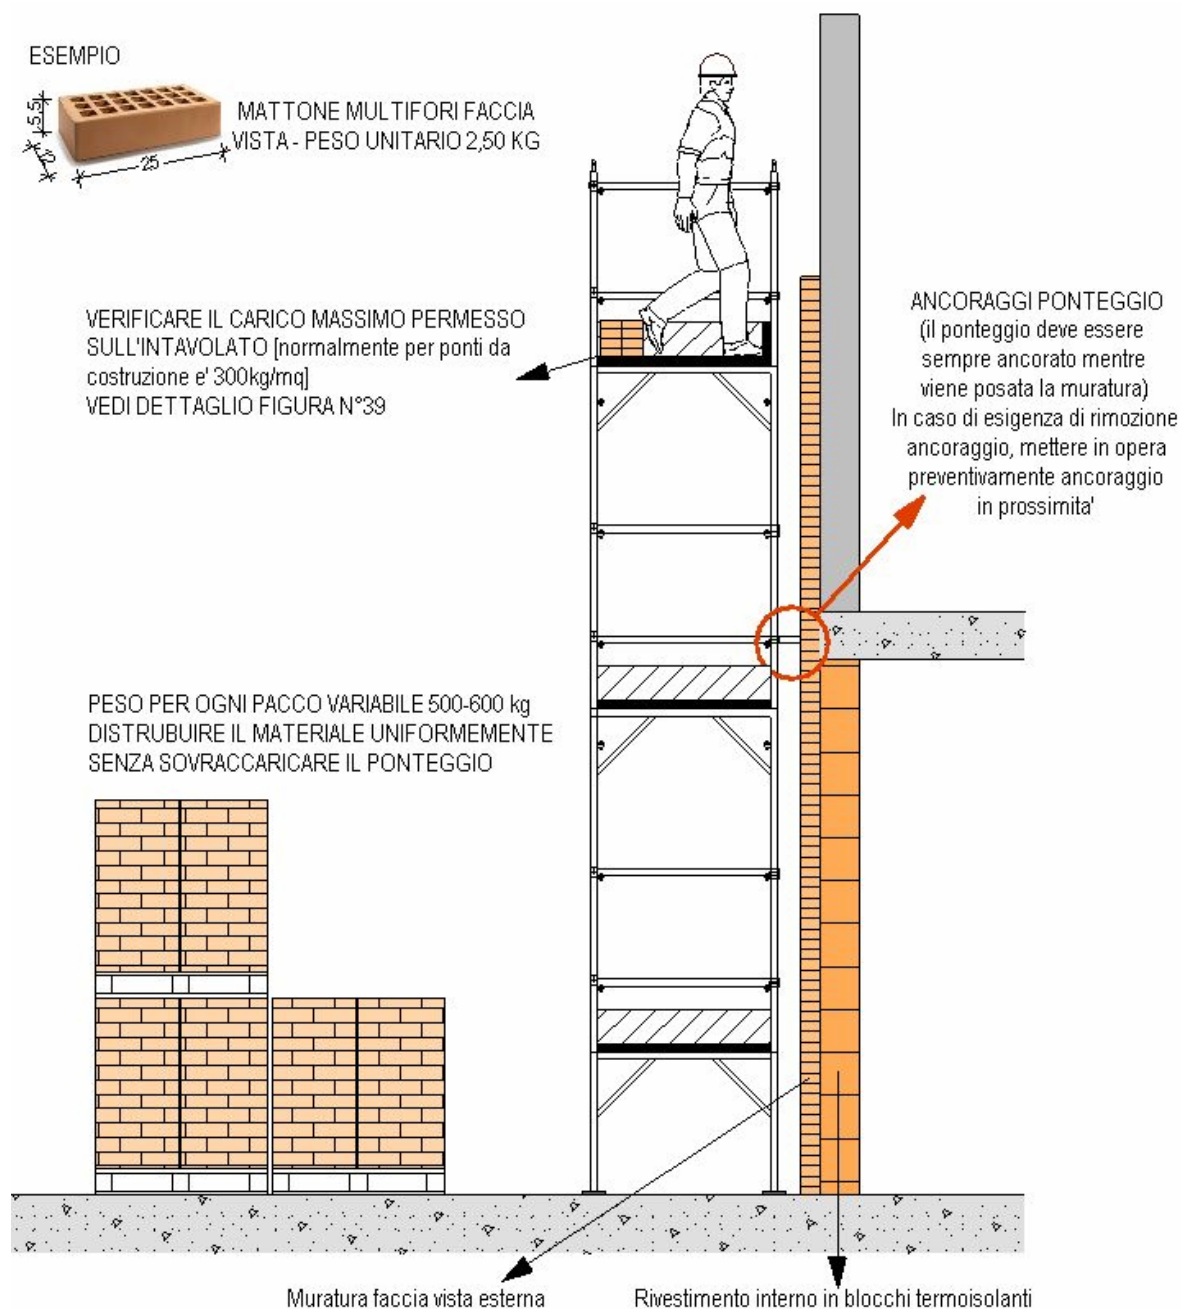 ESEMPIO
5,5
10
25
MATTONE MULTIFORI FACCIA
VISTA - PESO UNITARIO 2,50 KG
VERIFICARE IL CARICO MASSIMO PERMESSO
SULL'INTAVOLATO [normalmente per ponti da
costruzione e' 300kg/mq]
VEDI DETTAGLIO FIGURA N°39
ANCORAGGI PONTEGGIO
(il ponteggio deve essere
sempre ancorato mentre
viene posata la muratura)
In caso di esigenza di rimozione
ancoraggio, mettere in opera
preventivamente ancoraggio
in prossimita'
PESO PER OGNI PACCO VARIABILE 500-600 kg
DISTRUBUIRE IL MATERIALE UNIFORMEMENTE
SENZA SOVRACCARICARE IL PONTEGGIO
Muratura faccia vista esterna
Rivestimento interno in blocchi termoisolanti